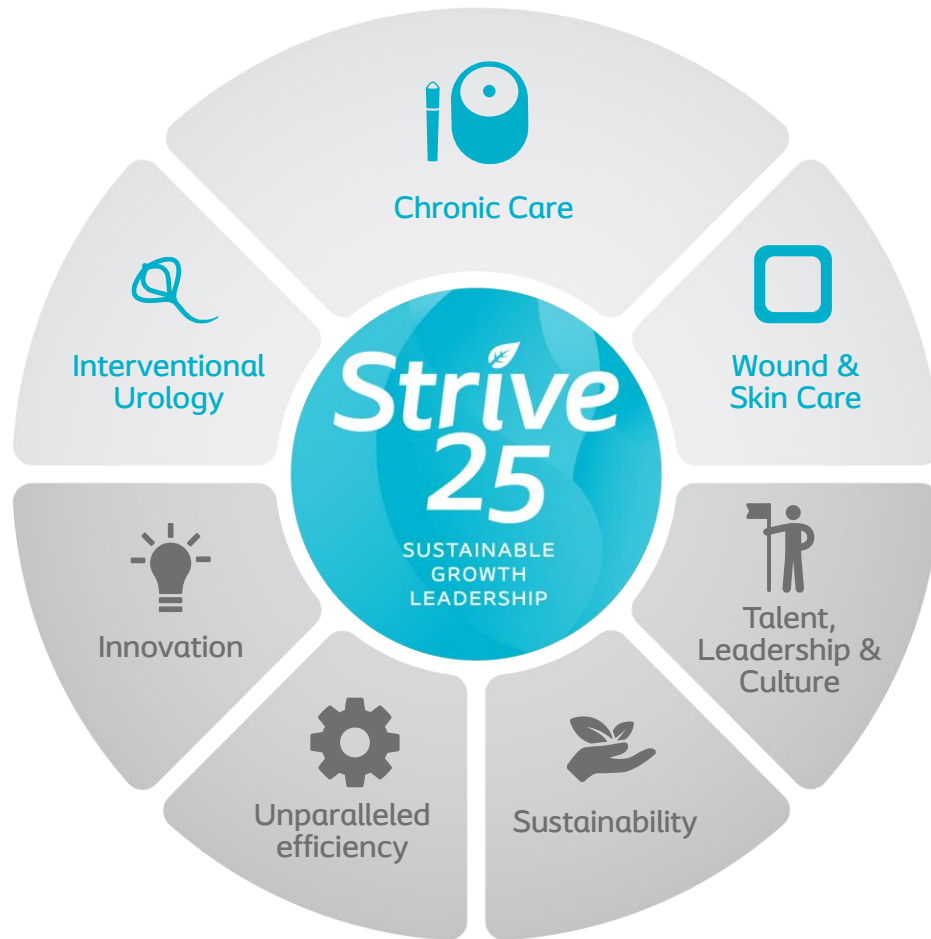 Chronic Care
Interventional
Urology
Wound &
Skin Care
Strive
25
SUSTAINABLE
GROWTH
LEADERSHIP
Innovation
Talent,
Leadership &
Culture
Unparalleled
efficiency
Sustainability